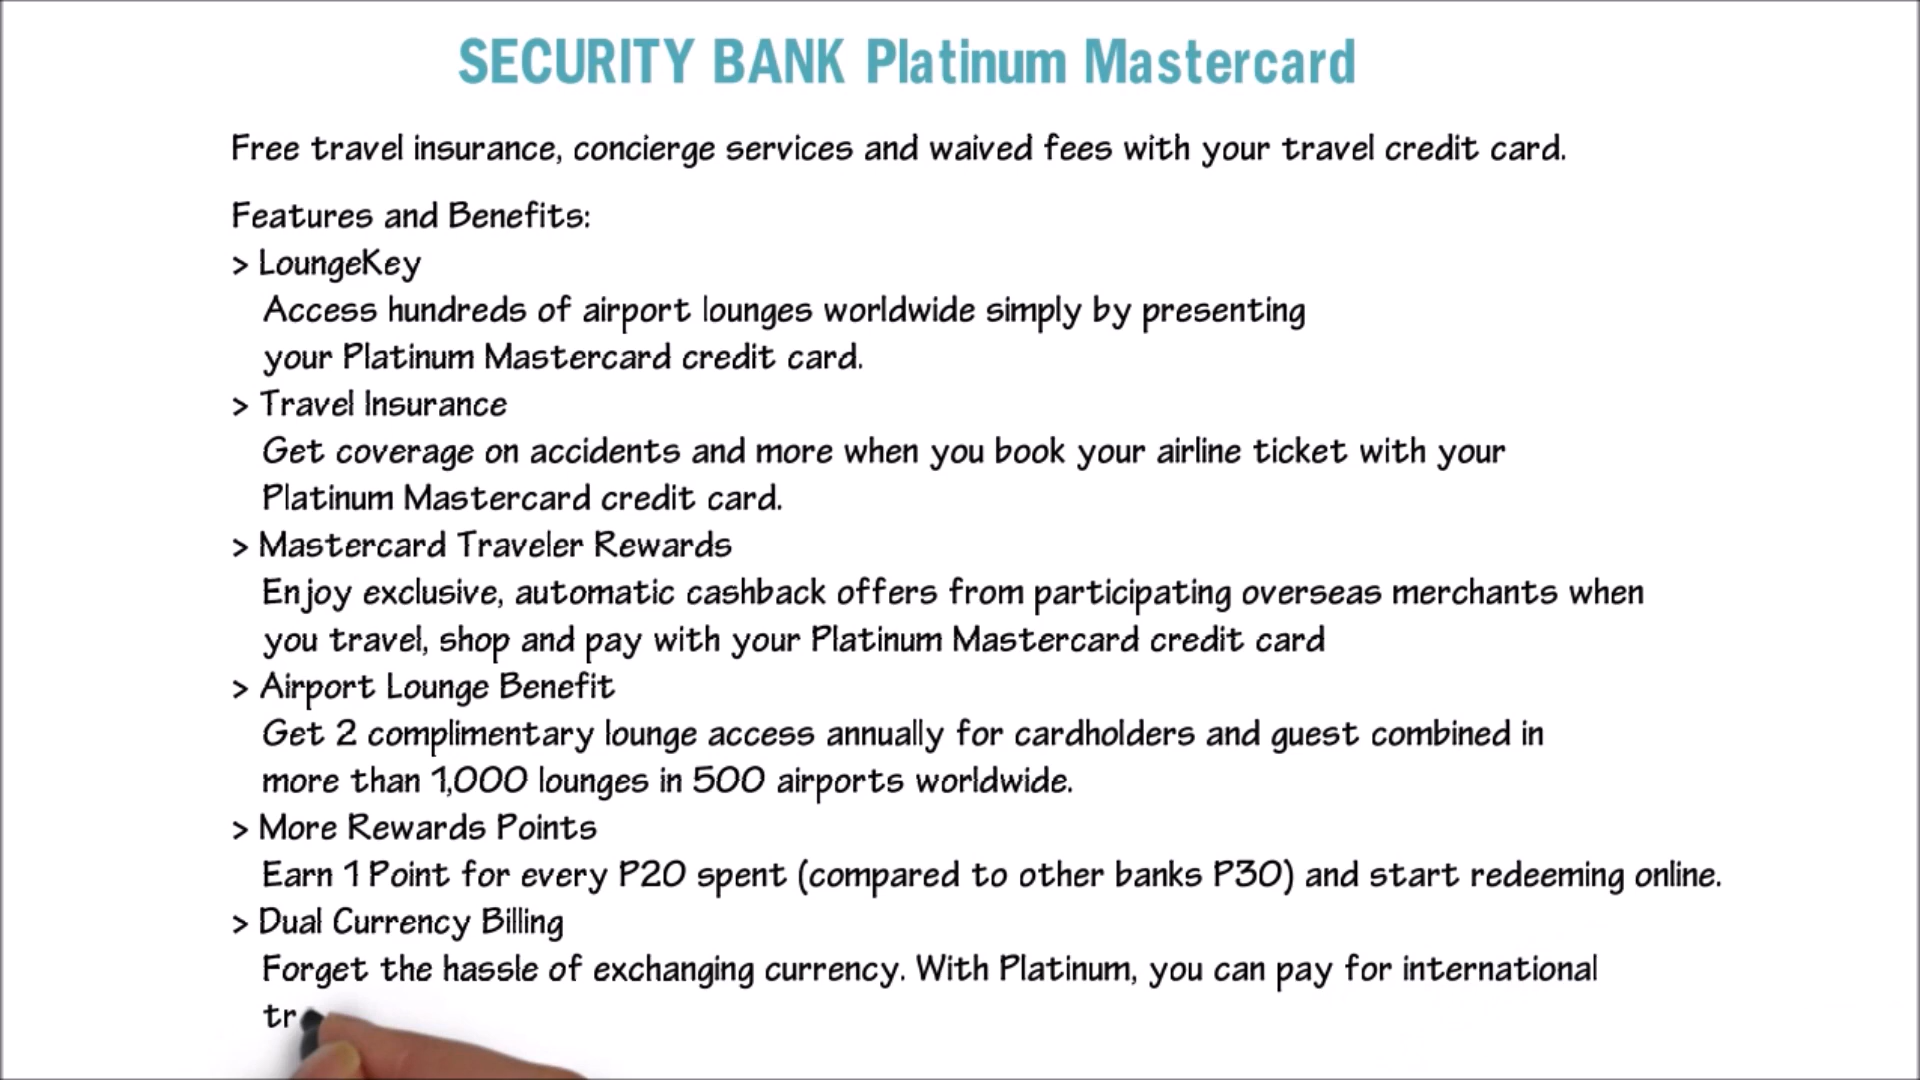 SECURITY BANK Platinum Mastercard
Free travel insurance, concierge services and waived fees with your travel credit card.
Features and Benefits:
> LoungeKey
Access hundreds of airport lounges worldwide simply by presenting
your Platinum Mastercard credit card.
> Travel Insurance
Get coverage on accidents and more when you book your airline ticket with your
Platinum Mastercard credit card.
> Mastercard Traveler Rewards
Enjoy exclusive, automatic cashback offers from participating overseas merchants when
you travel, shop and pay with your Platinum Mastercard credit card
> Airport Lounge Benefit
Get 2 complimentary lounge access annually for cardholders and guest combined in
more than 1,000 lounges in 500 airports worldwide.
> More Rewards Points
Earn 1 Point for every P20 spent (compared to other banks P30) and start redeeming online.
> Dual Currency Billing
Forget the hassle of exchanging currency. With Platinum, you can pay for international
tr